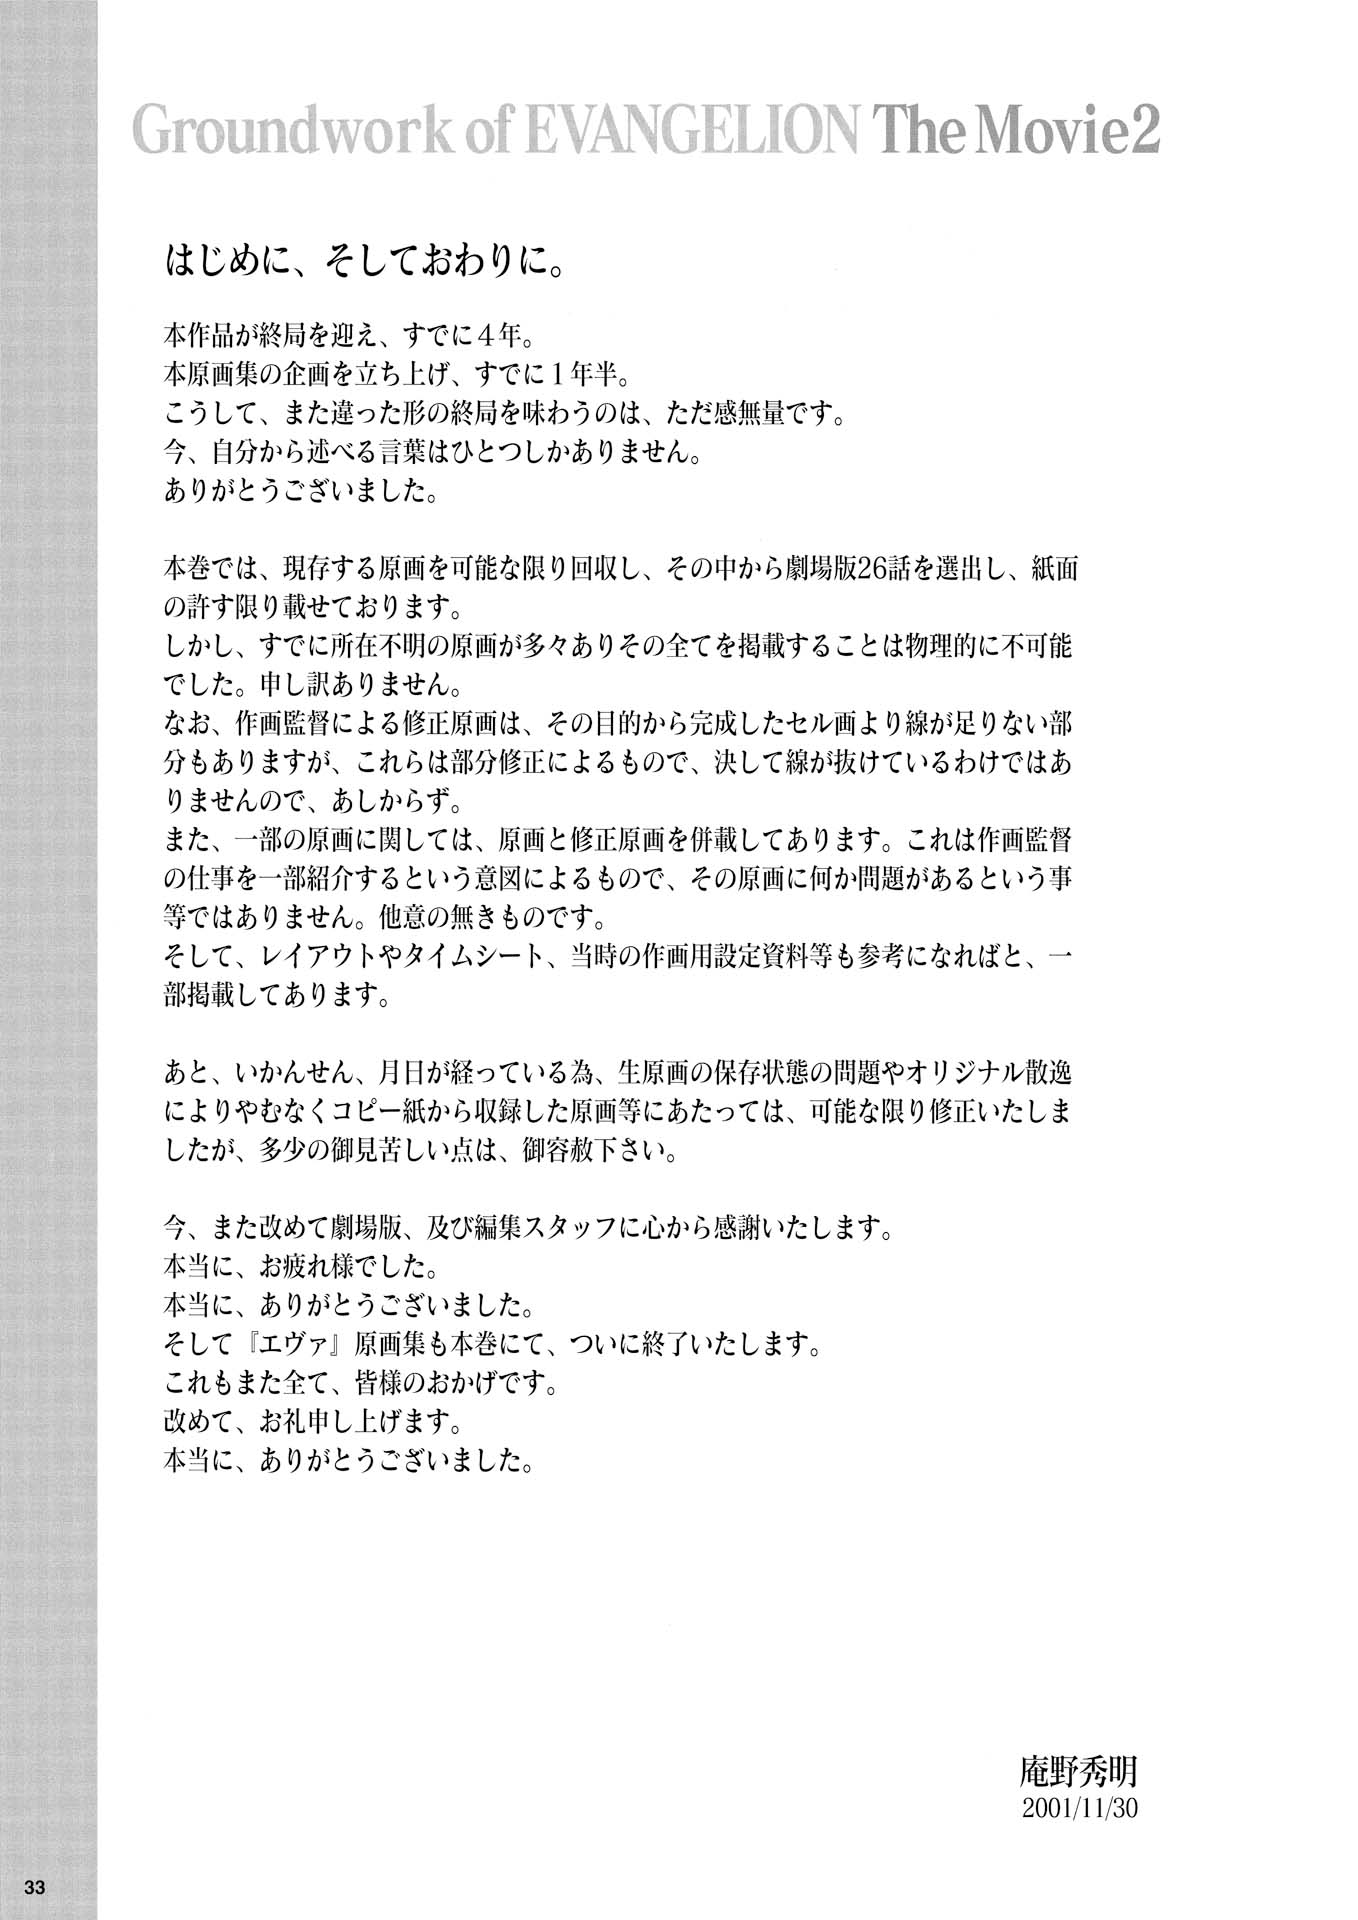 Groundwork of EVANGELION The Movie2
はじめに、そしておわりに。
本作品が終局を迎え、すでに４年。
本原画集の企画を立ち上げ、すでに１年半。
こうして、また違った形の終局を味わうのは、ただ感無量です。
今、自分から述べる言葉はひとつしかありません。
ありがとうございました。
本巻では、現存する原画を可能な限り回収し、その中から劇場版26話を選出し、紙面
の許す限り載せております。
しかし、すでに所在不明の原画が多々ありその全てを掲載することは物理的に不可能
でした。申し訳ありません。
なお、作画監督による修正原画は、その目的から完成したセル画より線が足りない部
分もありますが、これらは部分修正によるもので、決して線が抜けているわけではあ
りませんので、あしからず。
また、一部の原画に関しては、原画と修正原画を併載してあります。これは作画監督
の仕事を一部紹介するという意図によるもので、その原画に何か問題があるという事
等ではありません。他意の無きものです。
そして、レイアウトやタイムシート、当時の作画用設定資料等も参考になればと、一
部掲載してあります。
あと、いかんせん、月日が経っている為、生原画の保存状態の問題やオリジナル散逸
によりやむなくコピー紙から収録した原画等にあたっては、可能な限り修正いたしま
したが、多少の御見苦しい点は、御容赦下さい。
今、また改めて劇場版、及び編集スタッフに心から感謝いたします。
本当に、お疲れ様でした。
本当に、ありがとうございました。
そして『エヴァ』原画集も本巻にて、ついに終了いたします。
これもまた全て、皆様のおかげです。
改めて、お礼申し上げます。
本当に、ありがとうございました。
庵野秀明
2001/11/30
33